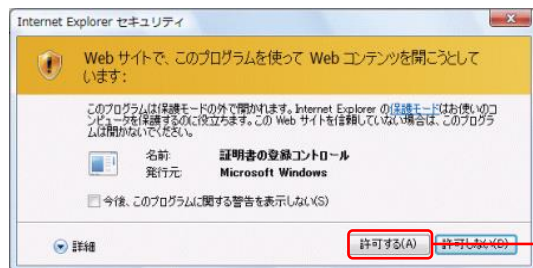 Internet Explorer セキュリティ
Web サイトで、このプログラムを使って Web コンテンツを開こうとして
います:
このプログラムは保護モードの外で開かれます。Internet Explorer の保護モードはお使いのコ
ンピュータを保護するのに役立ちます。この Web サイトを信頼していない場合は、このプログラ
ムは開かないでください。
名前: 証明書の登録コントロール
発行元: Microsoft Windows
今後、このプログラムに関する警告を表示しない(S)
詳細
許可する(A)
許可しない(D)